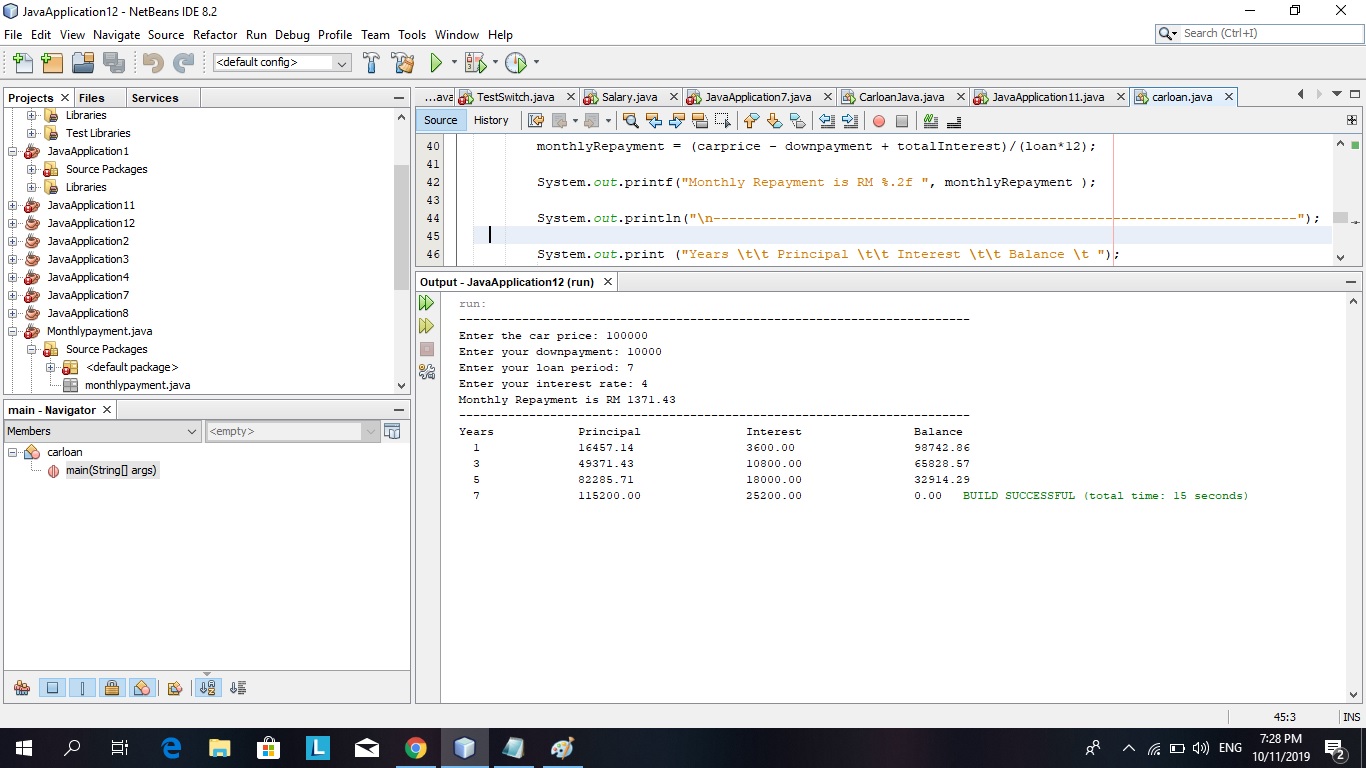 JavaApplication12 - NetBeans IDE 8.2
File Edit View Navigate Source Refactor Run Debug Profile Team Tools Window Help
Search (Ctrl+I)
<default config>
Projects Files Services
Libraries
Test Libraries
JavaApplication1
Source Packages
Libraries
JavaApplication11
JavaApplication12
JavaApplication2
JavaApplication3
JavaApplication4
JavaApplication7
JavaApplication8
Monthlypayment.java
Source Packages
<default package>
monthlypayment.java
main - Navigator
Members <empty>
carloan
main(String[] args)
...ava TestSwitch.java Salary.java JavaApplication7.java CarloanJava.java JavaApplication11.java carloan.java
Source History
40 monthlyRepayment = (carprice - downpayment + totalInterest)/(loan*12);
41
42 System.out.printf("Monthly Repayment is RM %.2f ", monthlyRepayment );
43
44 System.out.println("\n-----------------------------------------------------------------------------------");
45
46 System.out.print ("Years \t\t Principal \t\t Interest \t\t Balance \t ");
Output - JavaApplication12 (run)
run:
-------------------------------------------------------------------------
Enter the car price: 100000
Enter your downpayment: 10000
Enter your loan period: 7
Enter your interest rate: 4
Monthly Repayment is RM 1371.43
-------------------------------------------------------------------------
Years Principal Interest Balance
1 16457.14 3600.00 98742.86
3 49371.43 10800.00 65828.57
5 82285.71 18000.00 32914.29
7 115200.00 25200.00 0.00 BUILD SUCCESSFUL (total time: 15 seconds)
45:3 INS
ENG
7:28 PM
10/11/2019
2